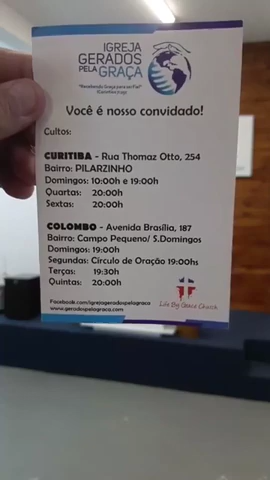 IGREJA
GERADOS
PELA GRAÇA
Você é nosso convidado!
Cultos:
CURITIBA - Rua Thomaz Otto, 254
Bairro: PILARZINHO
Domingos: 10:00h e 19:00h
Quartas: 20:00h
Sextas: 20:00h
COLOMBO - Avenida Brasília, 187
Bairro: Campo Pequeno/ S.Domingos
Domingos: 19:00h
Segundas: Círculo de Oração 19:00hs
Terças: 19:30h
Quintas: 20:00h
Facebook.com/igrejageradospelagraca
www.geradospelagraca.com
Life By Grace Church